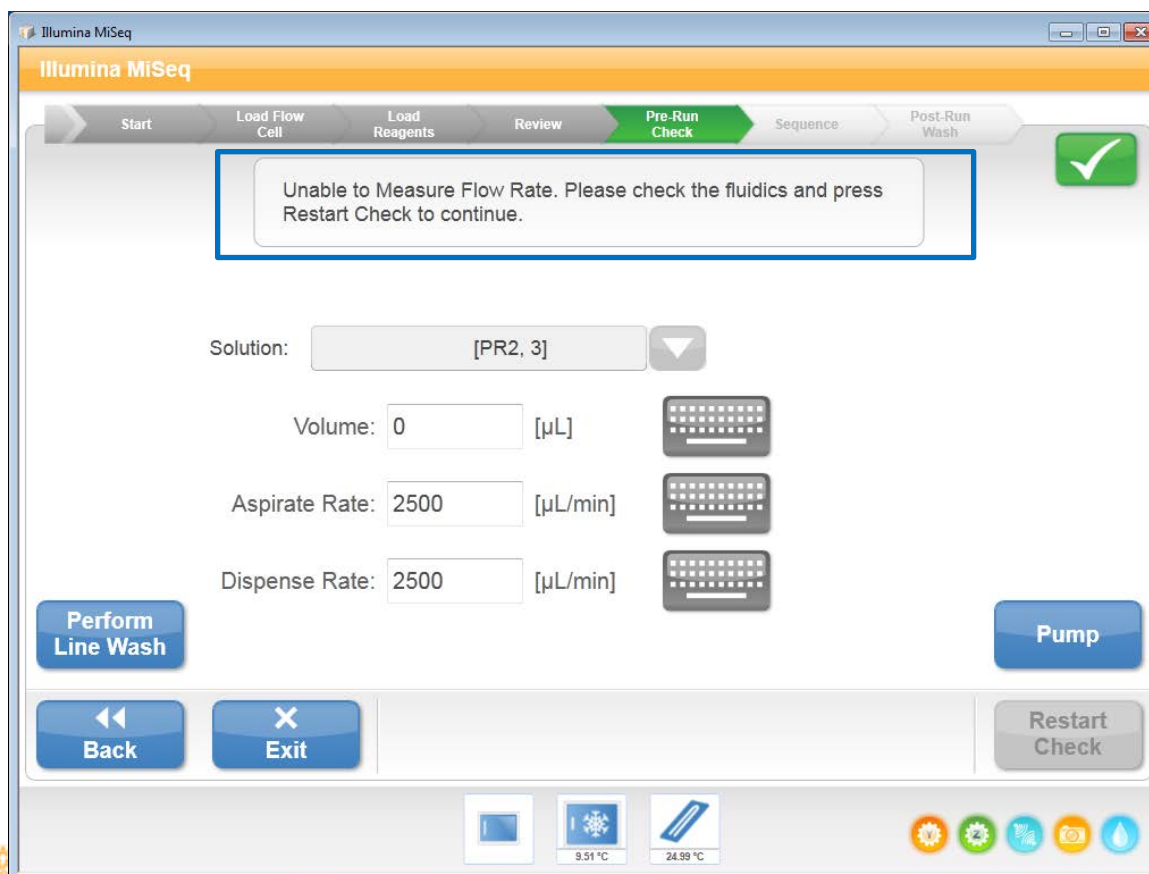 Illumina MiSeq
Illumina MiSeq
Start
Load Flow
Cell
Load
Reagents
Review
Pre-Run
Check
Sequence
Post-Run
Wash
Unable to Measure Flow Rate. Please check the fluidics and press
Restart Check to continue.
Solution: [PR2, 3]
Volume: 0 [µL]
Aspirate Rate: 2500 [µL/min]
Dispense Rate: 2500 [µL/min]
Perform
Line Wash
Pump
Back
Exit
Restart
Check
9.51 °C
24.99 °C
Y
Z